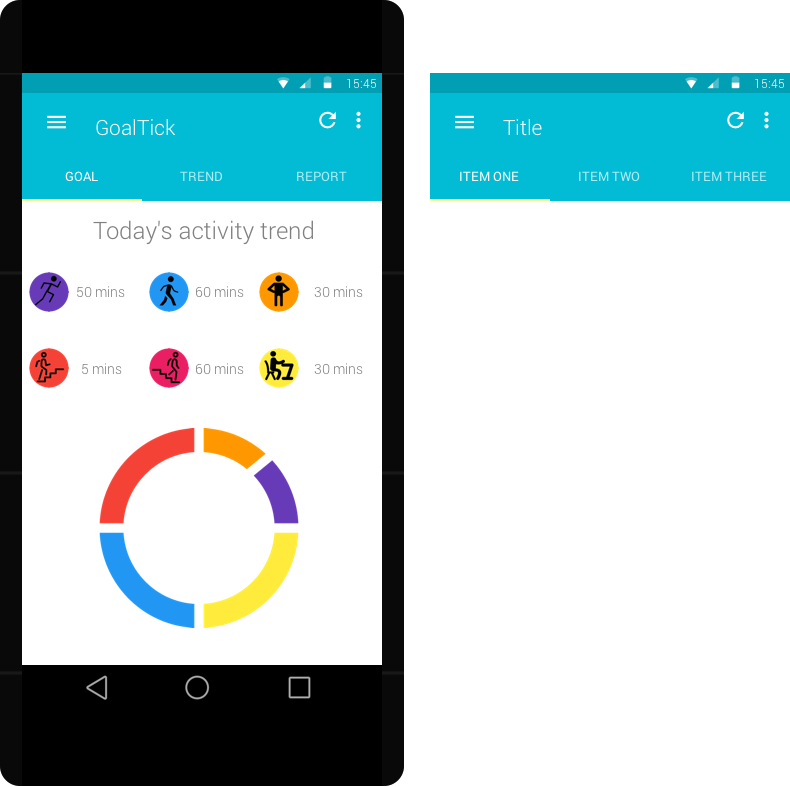 15:45
GoalTick
GOAL TREND REPORT
Today's activity trend
50 mins 60 mins 30 mins
5 mins 60 mins 30 mins
15:45
Title
ITEM ONE ITEM TWO ITEM THREE